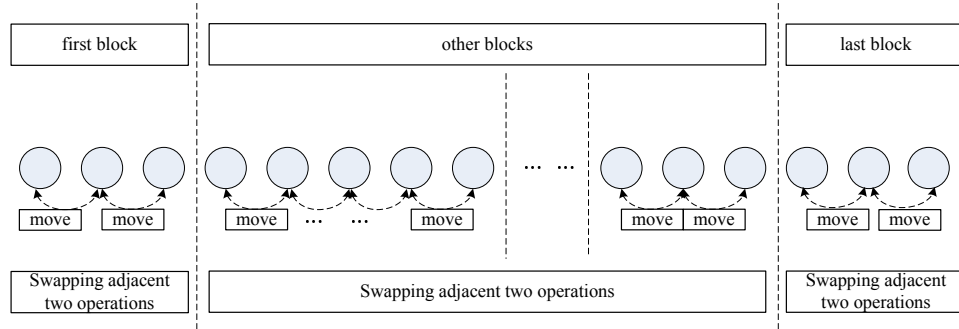 first block
other blocks
last block
... ...
move
move
move
... ...
move
move
move
move
move
Swapping adjacent
two operations
Swapping adjacent two operations
Swapping adjacent
two operations